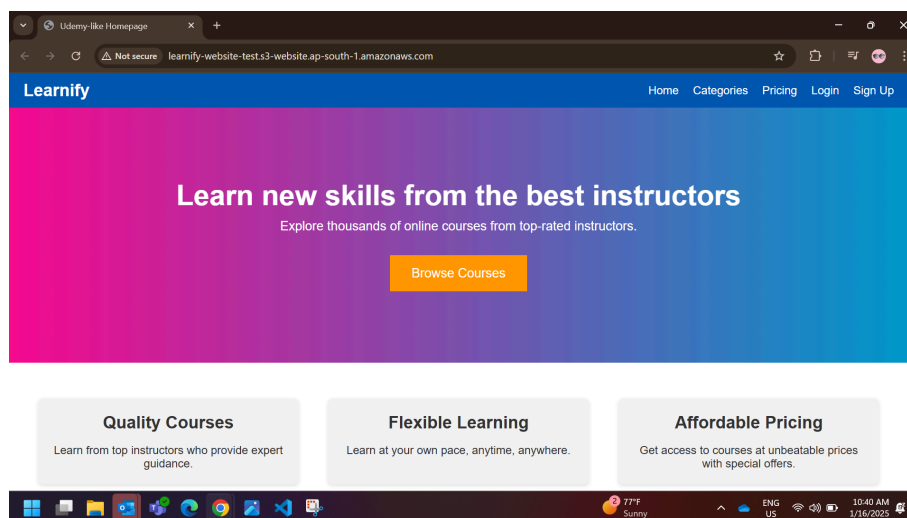 Udemy-like Homepage
Not secure learnify-website-test.s3-website.ap-south-1.amazonaws.com
Learnify
Home Categories Pricing Login Sign Up
Learn new skills from the best instructors
Explore thousands of online courses from top-rated instructors.
Browse Courses
Quality Courses
Learn from top instructors who provide expert
guidance.
Flexible Learning
Learn at your own pace, anytime, anywhere.
Affordable Pricing
Get access to courses at unbeatable prices
with special offers.
2
77°F
Sunny
ENG
US
10:40 AM
1/16/2025